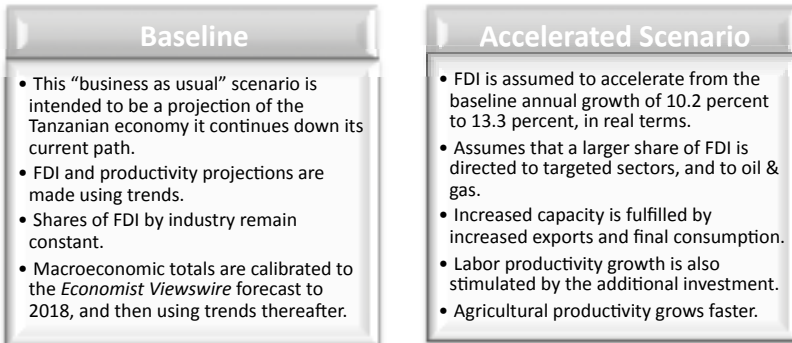 Baseline
• This “business as usual” scenario is
intended to be a projection of the
Tanzanian economy it continues down its
current path.
• FDI and productivity projections are
made using trends.
• Shares of FDI by industry remain
constant.
• Macroeconomic totals are calibrated to
the Economist Viewswire forecast to
2018, and then using trends thereafter.
Accelerated Scenario
• FDI is assumed to accelerate from the
baseline annual growth of 10.2 percent
to 13.3 percent, in real terms.
• Assumes that a larger share of FDI is
directed to targeted sectors, and to oil &
gas.
• Increased capacity is fulfilled by
increased exports and final consumption.
• Labor productivity growth is also
stimulated by the additional investment.
• Agricultural productivity grows faster.